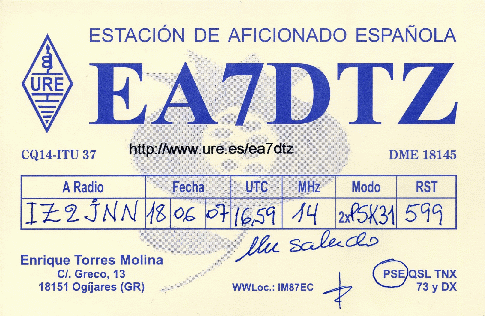 ESTACIÓN DE AFICIONADO ESPAÑOLA
URE
EA7DTZ
CQ14-ITU 37
http://www.ure.es/ea7dtz
DME 18145
A Radio Fecha UTC MHz Modo RST
IZ2JNN 18 06 07 16,59 14 2xPSK31 599
Un saludo
Enrique Torres Molina
C/. Greco, 13
18151 Ogíjares (GR)
WWLoc.: IM87EC
PSE QSL TNX
73 y DX